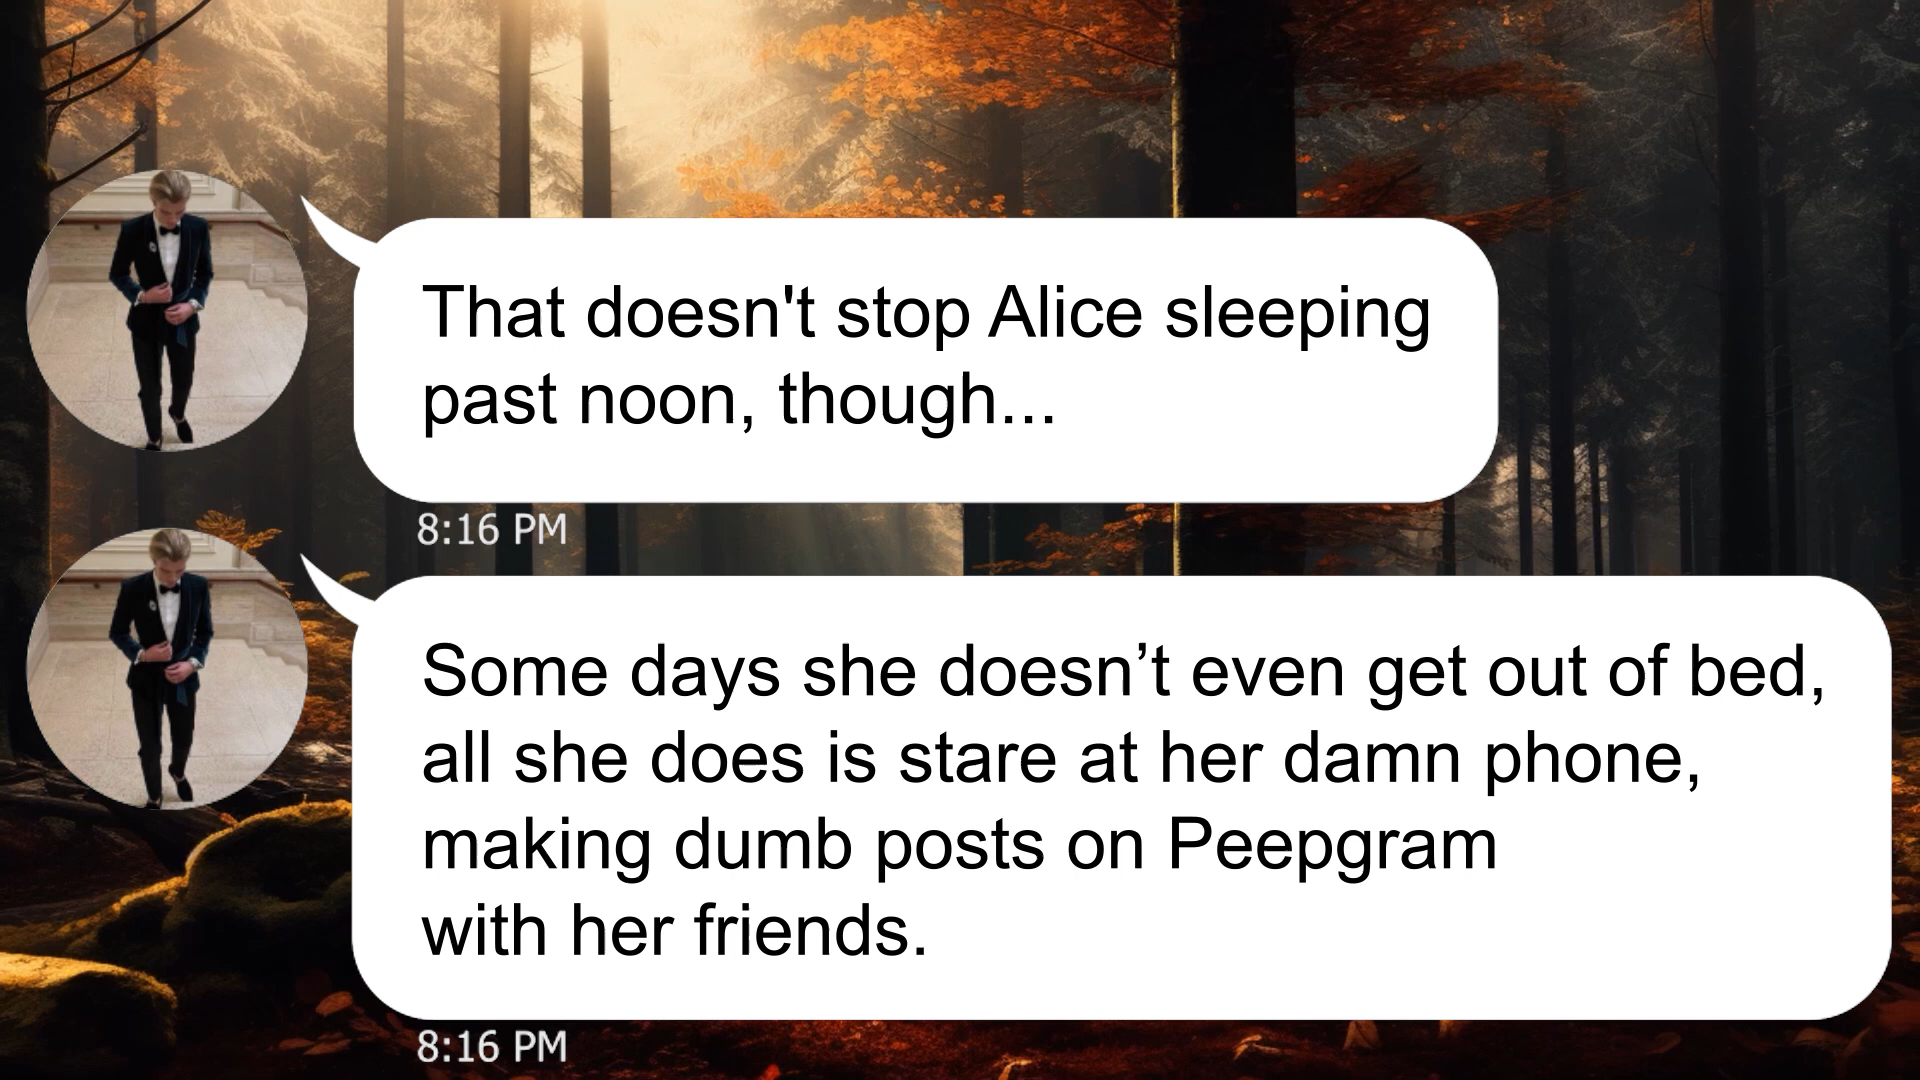 That doesn't stop Alice sleeping
past noon, though...
8:16 PM
Some days she doesn’t even get out of bed,
all she does is stare at her damn phone,
making dumb posts on Peepgram
with her friends.
8:16 PM